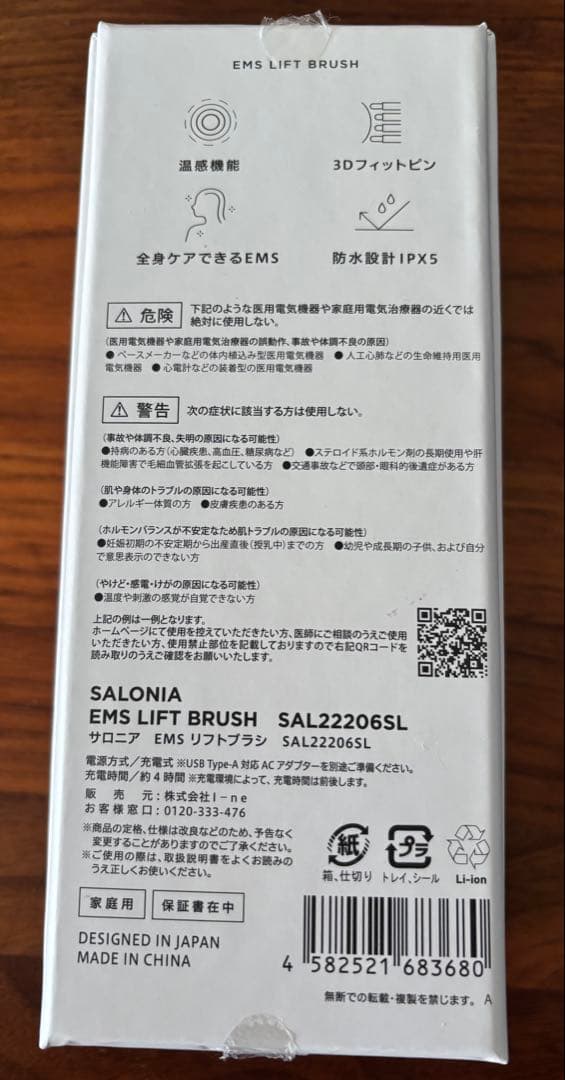 EMS LIFT BRUSH
温感機能
3Dフィットピン
全身ケアできるEMS
防水設計IPX5
⚠ 危険 下記のような医用電気機器や家庭用電気治療器の近くでは
絶対に使用しない。
(医用電気機器や家庭用電気治療器の誤動作、事故や体調不良の原因)
●ペースメーカーなどの体内植込み型医用電気機器 ●人工心肺などの生命維持用医用
電気機器 ●心電計などの装着型の医用電気機器
⚠ 警告 次の症状に該当する方は使用しない。
(事故や体調不良、失明の原因になる可能性)
●持病のある方(心臓疾患、高血圧、糖尿病など) ●ステロイド系ホルモン剤の長期使用や肝
機能障害で毛細血管拡張を起こしている方 ●交通事故などで頭部・眼科的後遺症がある方
(肌や身体のトラブルの原因になる可能性)
●アレルギー体質の方 ●皮膚疾患のある方
(ホルモンバランスが不安定なため肌トラブルの原因になる可能性)
●妊娠初期の不安定期から出産直後(授乳中)までの方 ●幼児や成長期の子供、および自分
で意思表示のできない方
(やけど・感電・けがの原因になる可能性)
●温度や刺激の感覚が自覚できない方
上記の例は一例となります。
ホームページにて使用を控えていただきたい方、医師にご相談のうえご使用
いただきたい方、使用禁止部位を記載しておりますので右記QRコードを
読み取りのうえご確認をお願いいたします。
SALONIA
EMS LIFT BRUSH SAL22206SL
サロニア EMS リフトブラシ SAL22206SL
電源方式/充電式 ※USB Type-A 対応 AC アダプターを別途ご準備ください。
充電時間/約4時間 ※充電環境によって、充電時間は前後します。
販売元:株式会社I-ne
お客様窓口:0120-333-476
※商品の定格、仕様は改良などのため、予告なく
変更することがありますのでご了承ください。
※ご使用の際は、取扱説明書をよくお読みの
うえ正しくお使いください。
紙
箱、仕切り
プラ
トレイ、シール
Li-ion
家庭用
保証書在中
DESIGNED IN JAPAN
MADE IN CHINA
4 582521 683680
無断での転載・複製を禁じます。 A